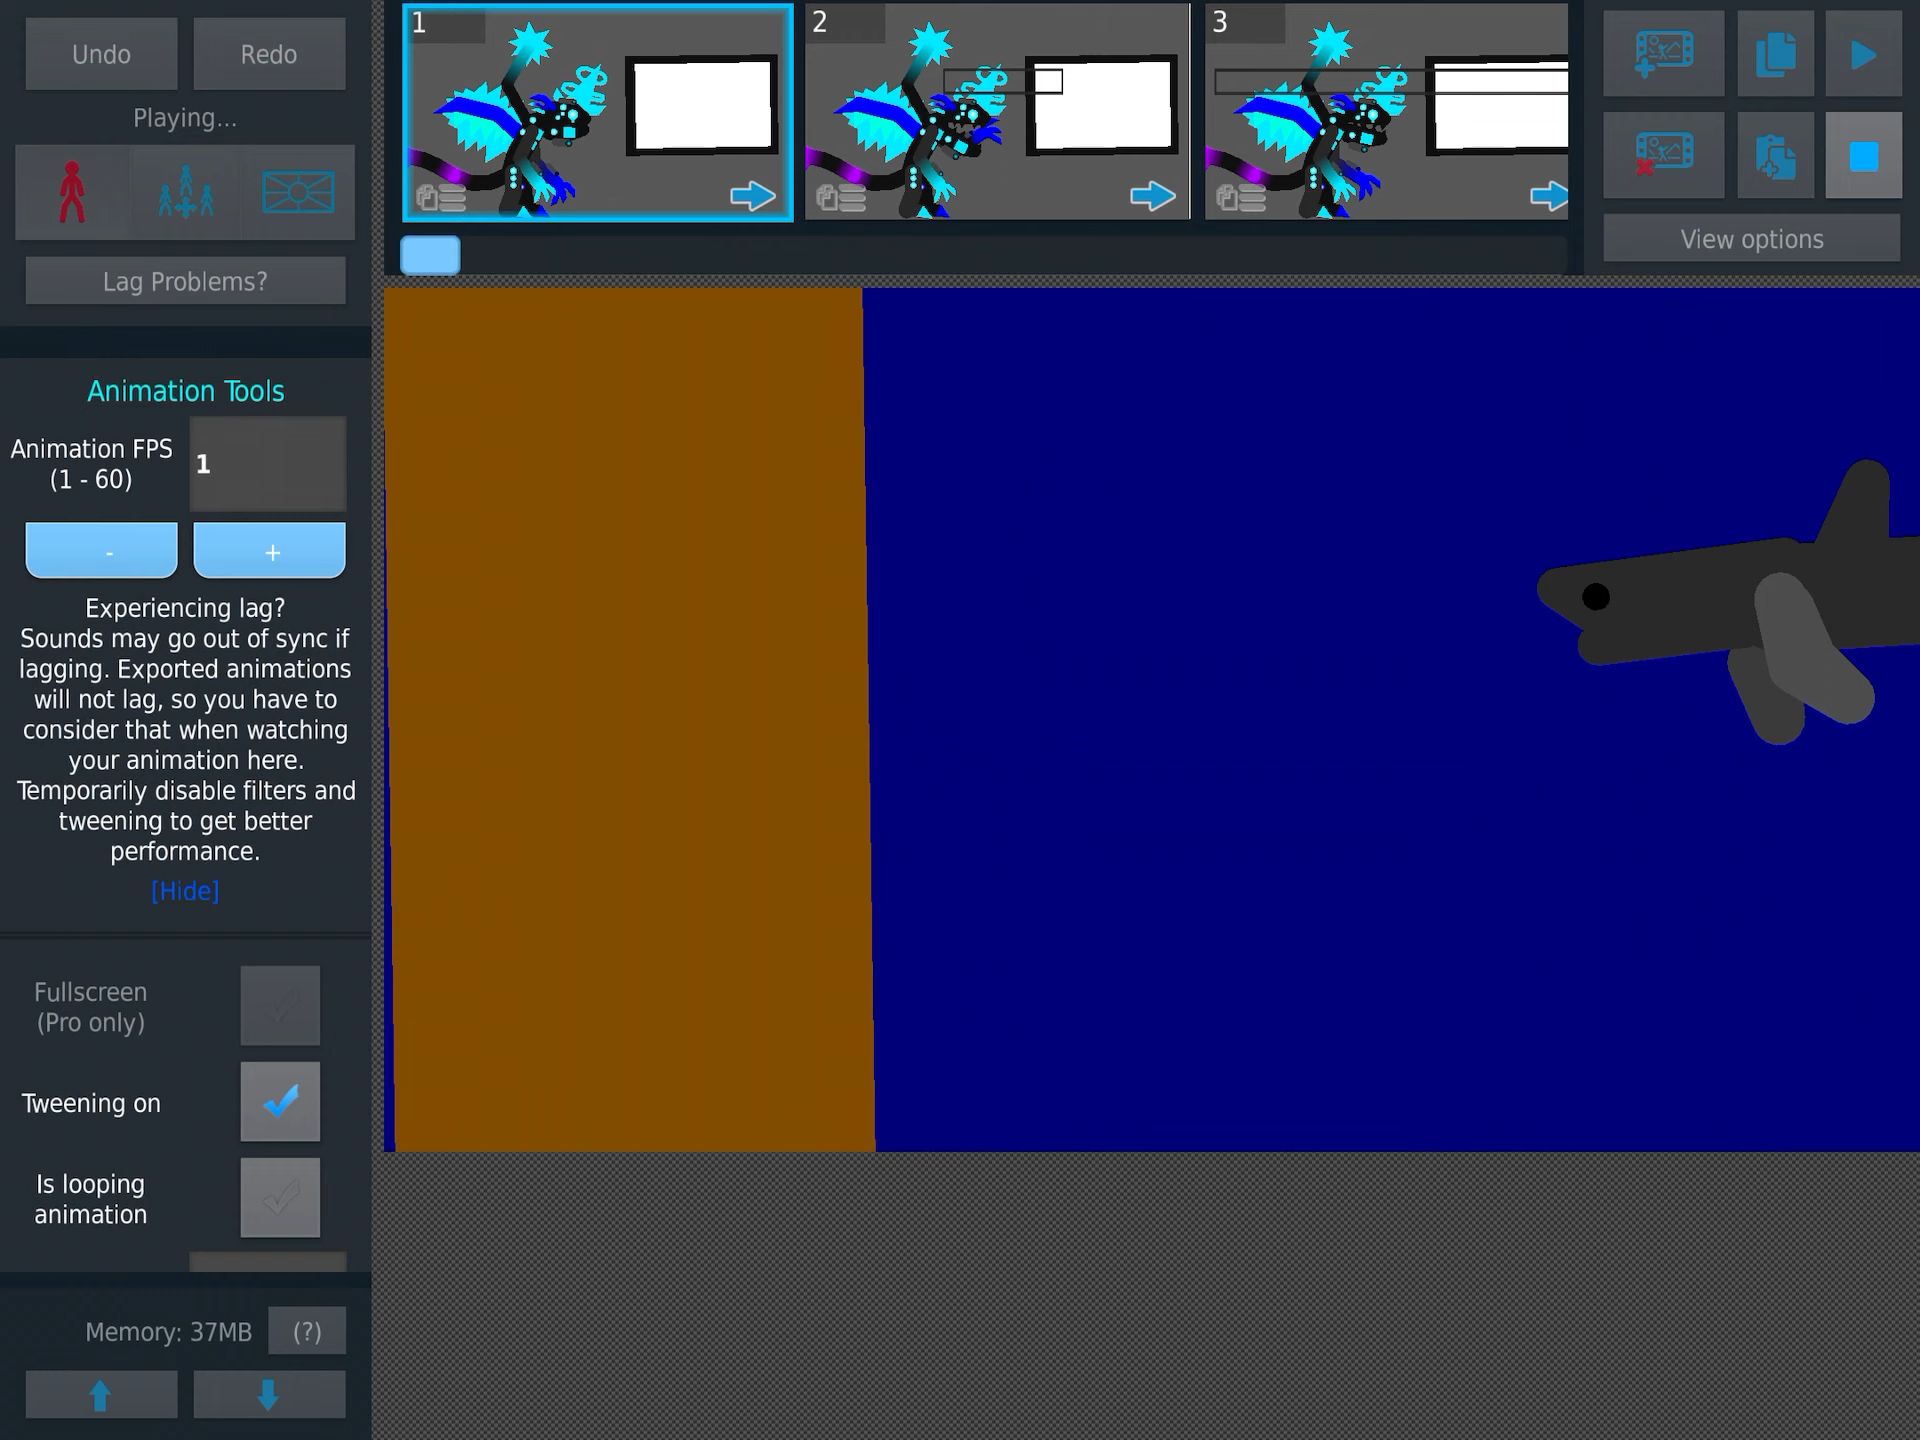 Undo
Redo
Playing...
Lag Problems?
1
2
3
View options
Animation Tools
Animation FPS
(1 - 60)
1
-
+
Experiencing lag?
Sounds may go out of sync if
lagging. Exported animations
will not lag, so you have to
consider that when watching
your animation here.
Temporarily disable filters and
tweening to get better
performance.
[Hide]
Fullscreen
(Pro only)
Tweening on
Is looping
animation
Memory: 37MB
(?)